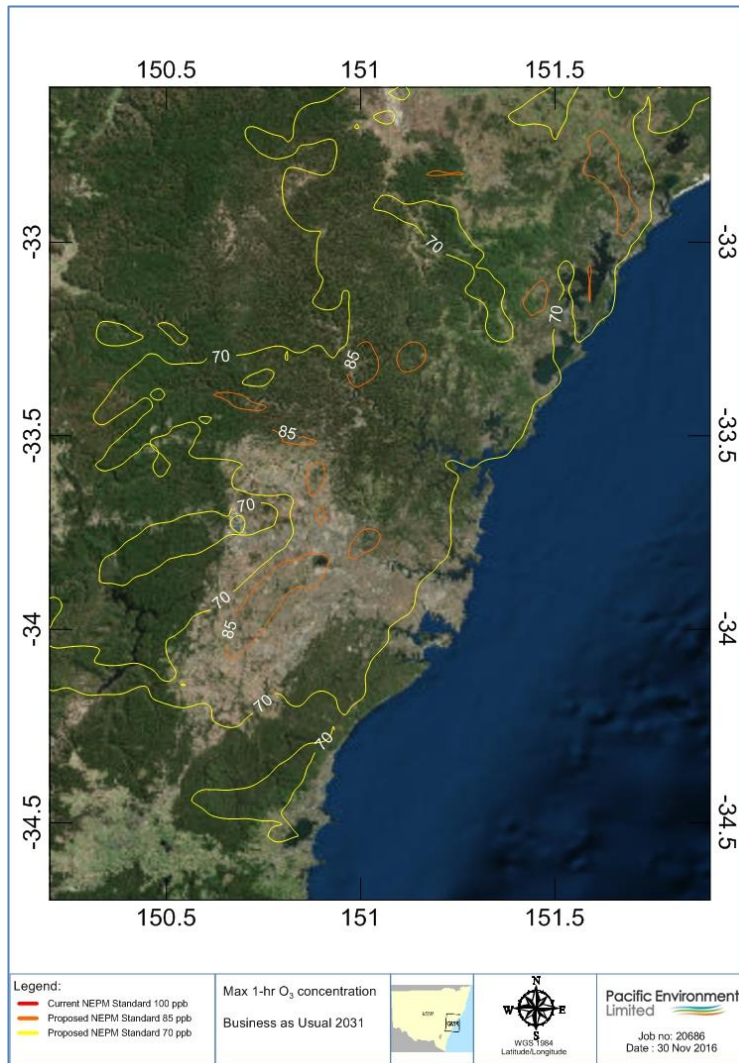 150.5 151 151.5
70
-33 -33
70
70
85
85
-33.5 -33.5
70
70
85
-34 -34
70
70
-34.5 -34.5
150.5 151 151.5
Legend:
Current NEPM Standard 100 ppb
Proposed NEPM Standard 85 ppb
Proposed NEPM Standard 70 ppb
Max 1-hr O₃ concentration
Business as Usual 2031
N
W E
S
WGS 1984
Latitude/Longitude
Pacific Environment
Limited
Job no: 20686
Date : 30 Nov 2016